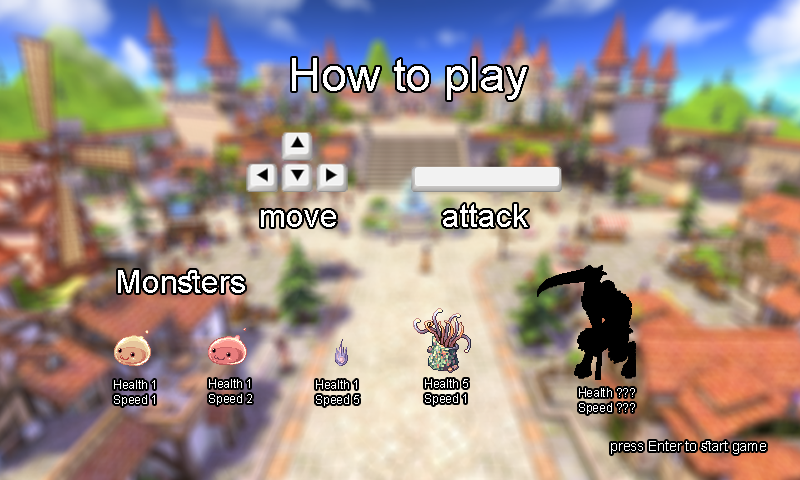 How to play
move
attack
Monsters
Health 1
Speed 1
Health 1
Speed 2
Health 1
Speed 5
Health 5
Speed 1
Health ???
Speed ???
press Enter to start game